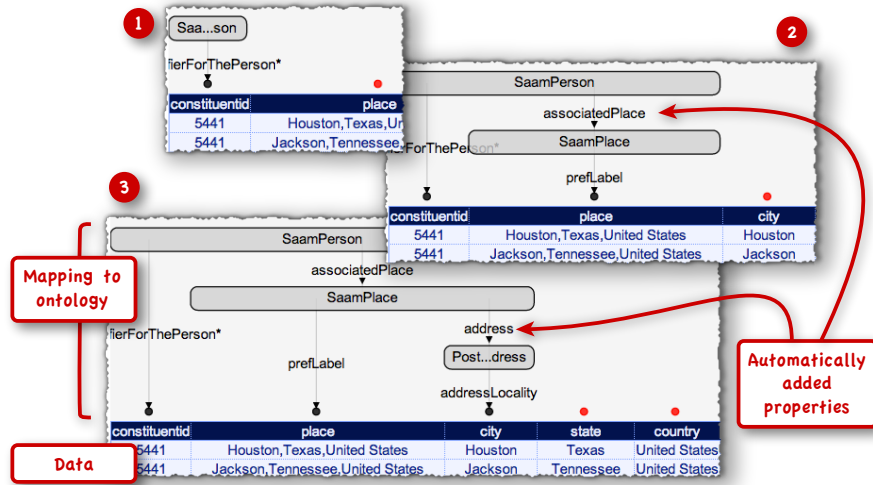 1
Saa...son
fierForThePerson*
constituentid place
5441 Houston,Texas,Un
5441 Jackson,Tennessee,
2
SaamPerson
associatedPlace
SaamPlace
erForThePerson*
prefLabel
constituentid place city
5441 Houston,Texas,United States Houston
5441 Jackson,Tennessee,United States Jackson
3
SaamPerson
associatedPlace
SaamPlace
fierForThePerson*
address
Post...dress
prefLabel
addressLocality
constituentid place city state country
5441 Houston,Texas,United States Houston Texas United States
5441 Jackson,Tennessee,United States Jackson Tennessee United States
Mapping to
ontology
Data
Automatically
added
properties